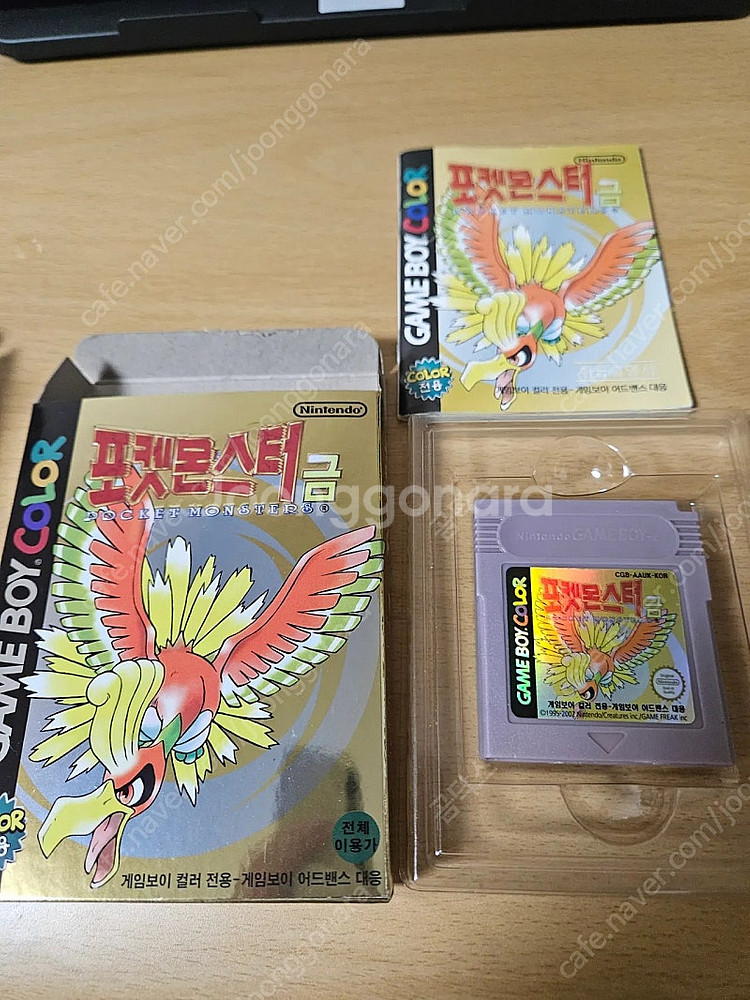 Nintendo
포켓몬스터 금
POCKET MONSTERS
GAME BOY COLOR
COLOR 전용
게임보이 컬러 전용-게임보이 어드밴스 대응
Nintendo
포켓몬스터 금
POCKET MONSTERS
GAME BOY COLOR
전체
이용가
게임보이 컬러 전용-게임보이 어드밴스 대응
Nintendo GAME BOY
CGB-AAUK-KOR
포켓몬스터 금
GAME BOY COLOR
게임보이 컬러 전용-게임보이 어드밴스 대응
©1995-2002 Nintendo/Creatures inc./GAME FREAK inc.
joonggonara
cafe.naver.com/joonggonara